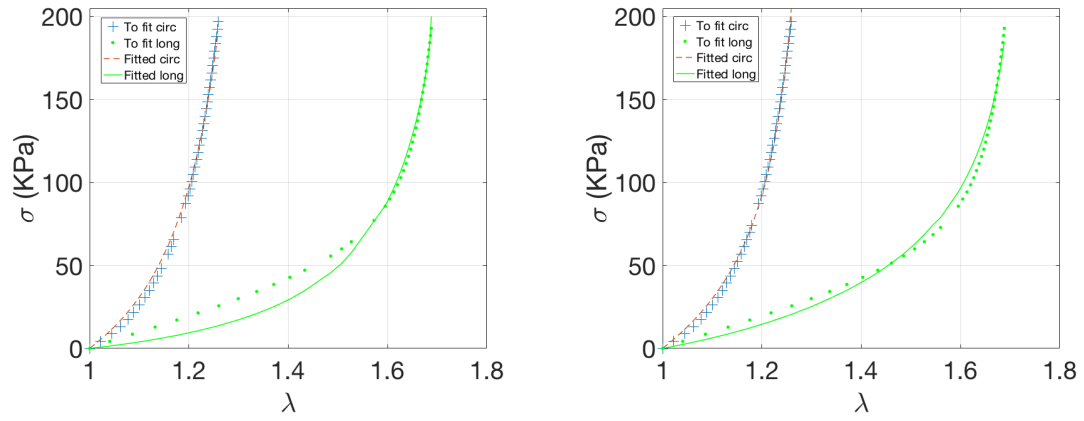 200
150
100
50
0
σ (KPa)
To fit circ
To fit long
Fitted circ
Fitted long
1
1.2
1.4
1.6
1.8
λ
200
150
100
50
0
σ (KPa)
To fit circ
To fit long
Fitted circ
Fitted long
1
1.2
1.4
1.6
1.8
λ